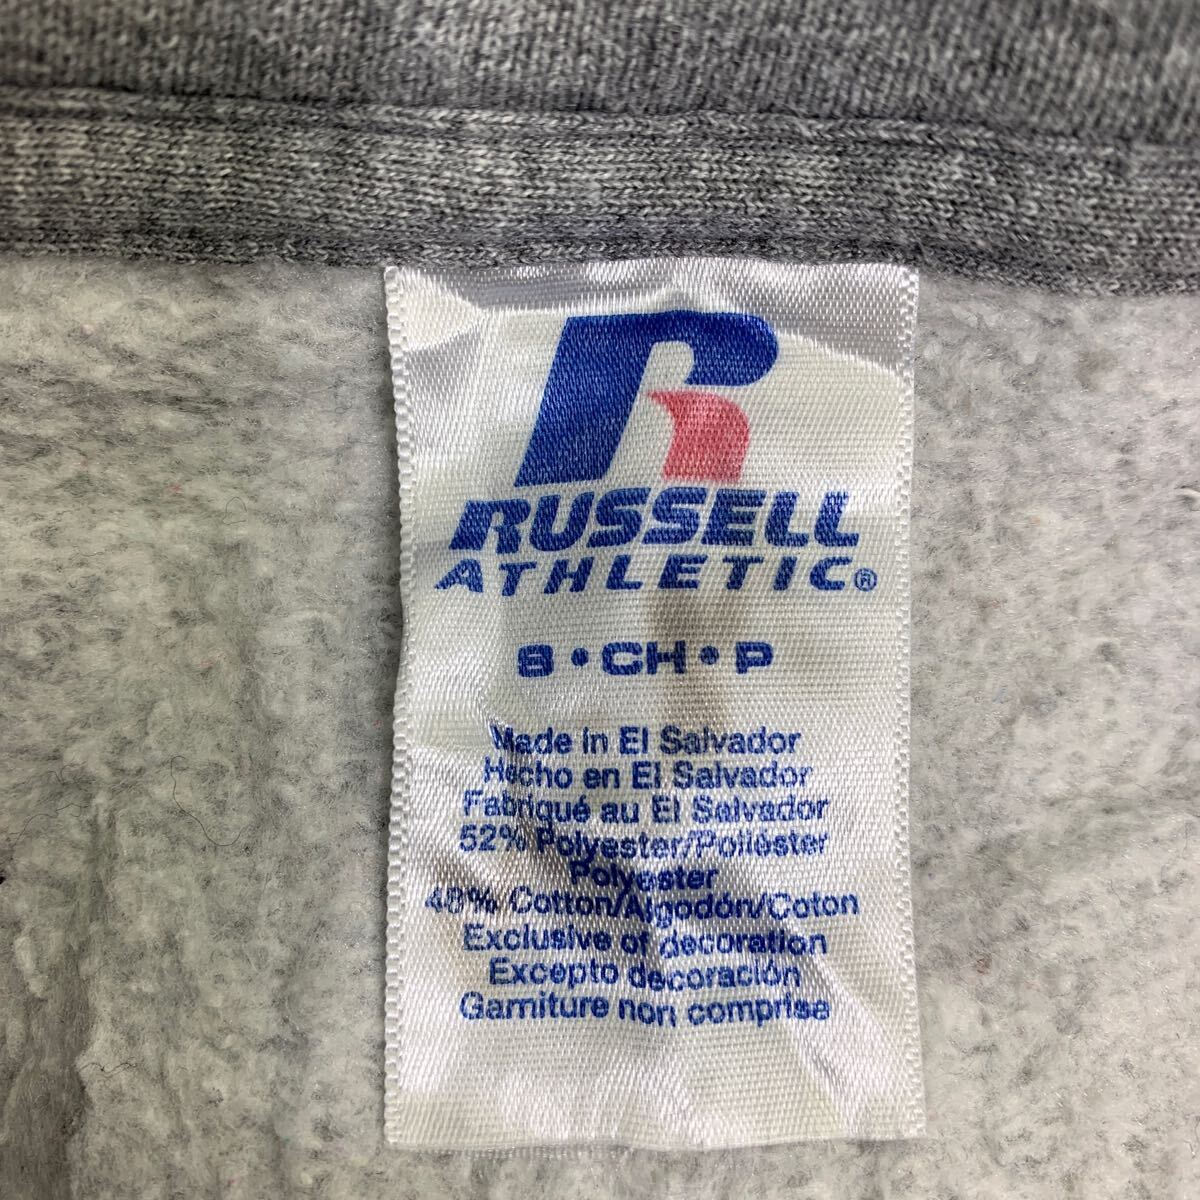 R
RUSSELL
ATHLETIC®
S • CH • P
Made in El Salvador
Hecho en El Salvador
Fabriqué au El Salvador
52% Polyester/Poliéster
Polyester
48% Cotton/Algodón/Coton
Exclusive of decoration
Excepto decoración
Garniture non comprise